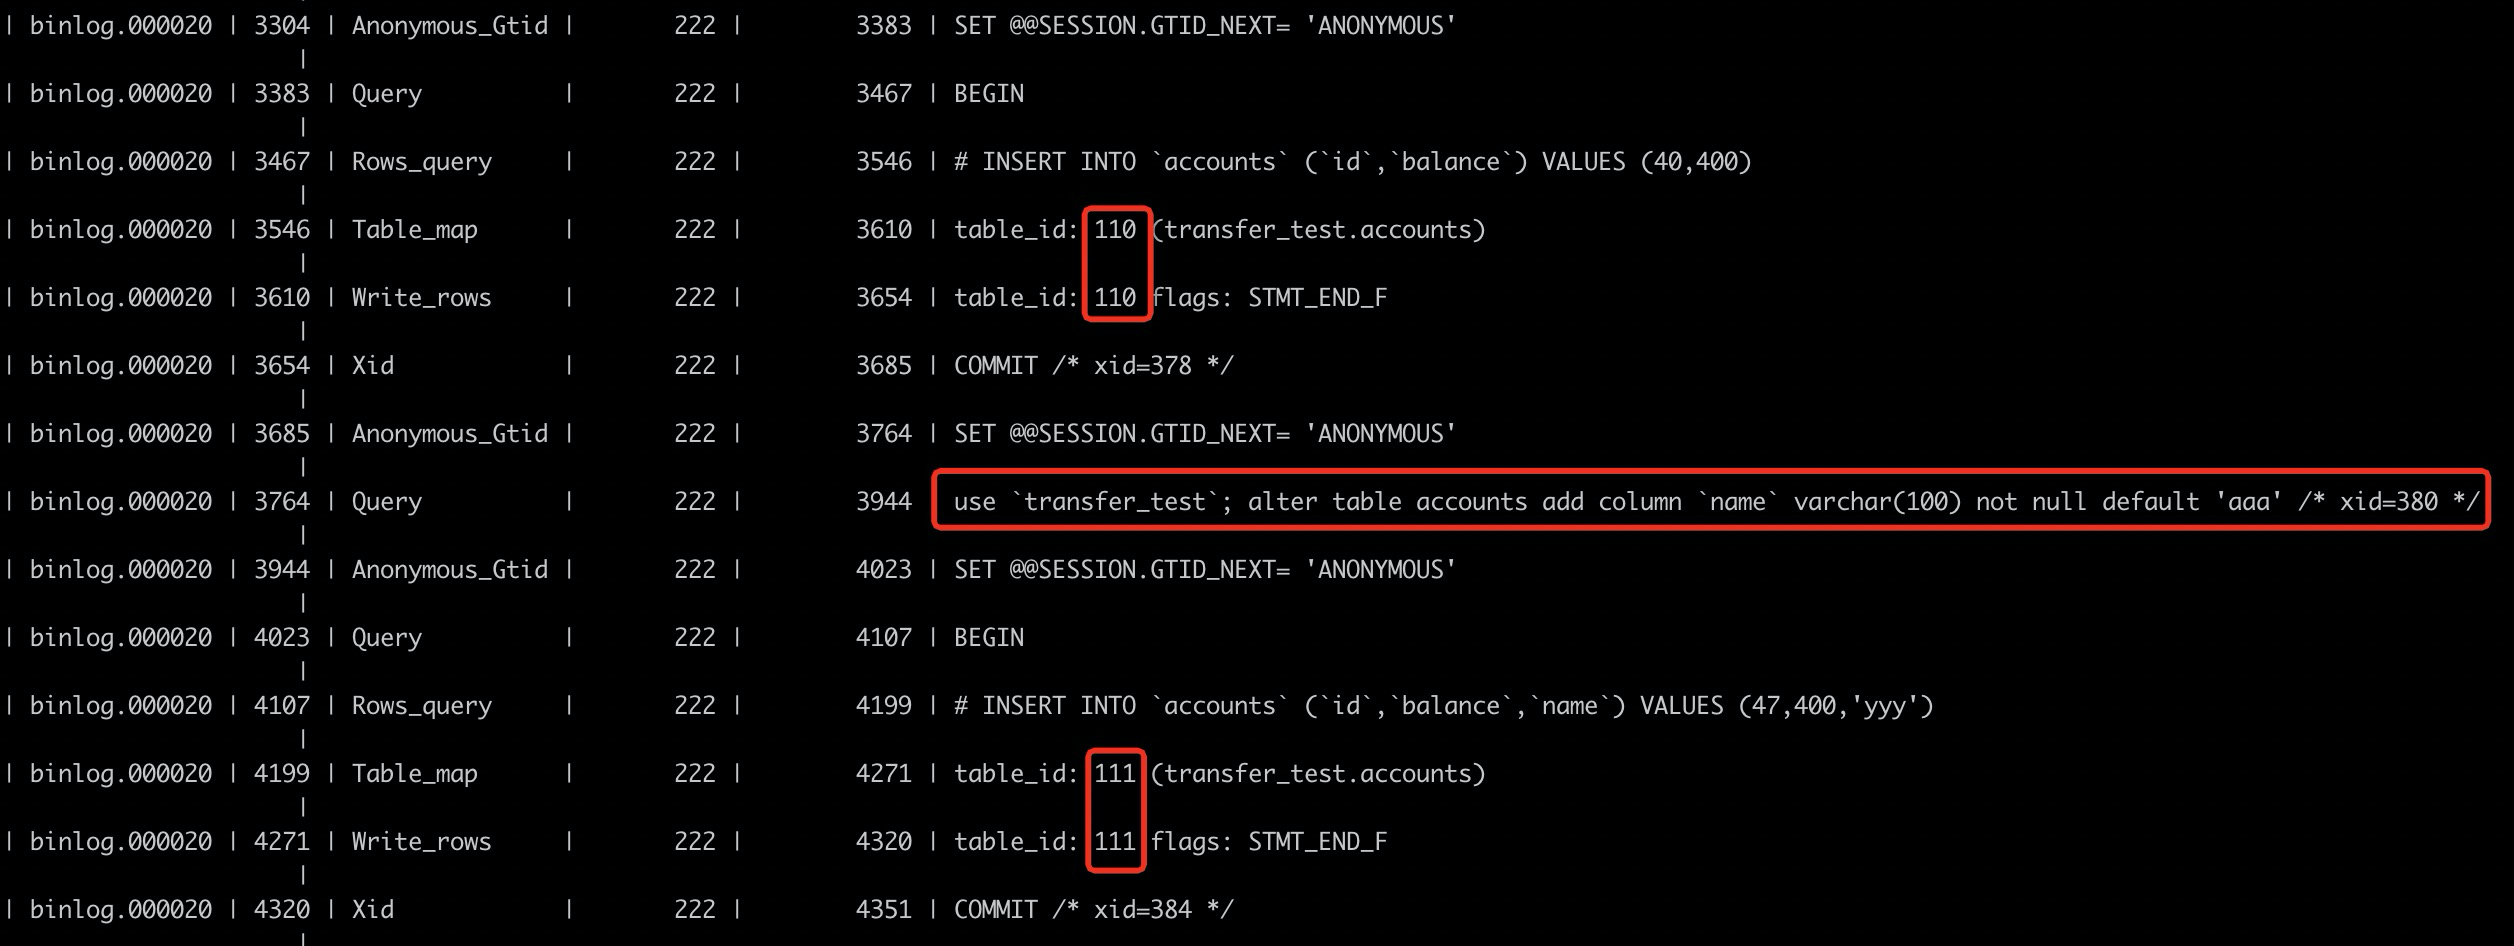 | binlog.000020 | 3304 | Anonymous_Gtid | 222 | 3383 | SET @@SESSION.GTID_NEXT= 'ANONYMOUS'
|
| binlog.000020 | 3383 | Query | 222 | 3467 | BEGIN
|
| binlog.000020 | 3467 | Rows_query | 222 | 3546 | # INSERT INTO `accounts` (`id`,`balance`) VALUES (40,400)
|
| binlog.000020 | 3546 | Table_map | 222 | 3610 | table_id: 110 (transfer_test.accounts)
|
| binlog.000020 | 3610 | Write_rows | 222 | 3654 | table_id: 110 flags: STMT_END_F
|
| binlog.000020 | 3654 | Xid | 222 | 3685 | COMMIT /* xid=378 */
|
| binlog.000020 | 3685 | Anonymous_Gtid | 222 | 3764 | SET @@SESSION.GTID_NEXT= 'ANONYMOUS'
|
| binlog.000020 | 3764 | Query | 222 | 3944 use `transfer_test`; alter table accounts add column `name` varchar(100) not null default 'aaa' /* xid=380 */
|
| binlog.000020 | 3944 | Anonymous_Gtid | 222 | 4023 | SET @@SESSION.GTID_NEXT= 'ANONYMOUS'
|
| binlog.000020 | 4023 | Query | 222 | 4107 | BEGIN
|
| binlog.000020 | 4107 | Rows_query | 222 | 4199 | # INSERT INTO `accounts` (`id`,`balance`,`name`) VALUES (47,400,'yyy')
|
| binlog.000020 | 4199 | Table_map | 222 | 4271 | table_id: 111 (transfer_test.accounts)
|
| binlog.000020 | 4271 | Write_rows | 222 | 4320 | table_id: 111 flags: STMT_END_F
|
| binlog.000020 | 4320 | Xid | 222 | 4351 | COMMIT /* xid=384 */
|